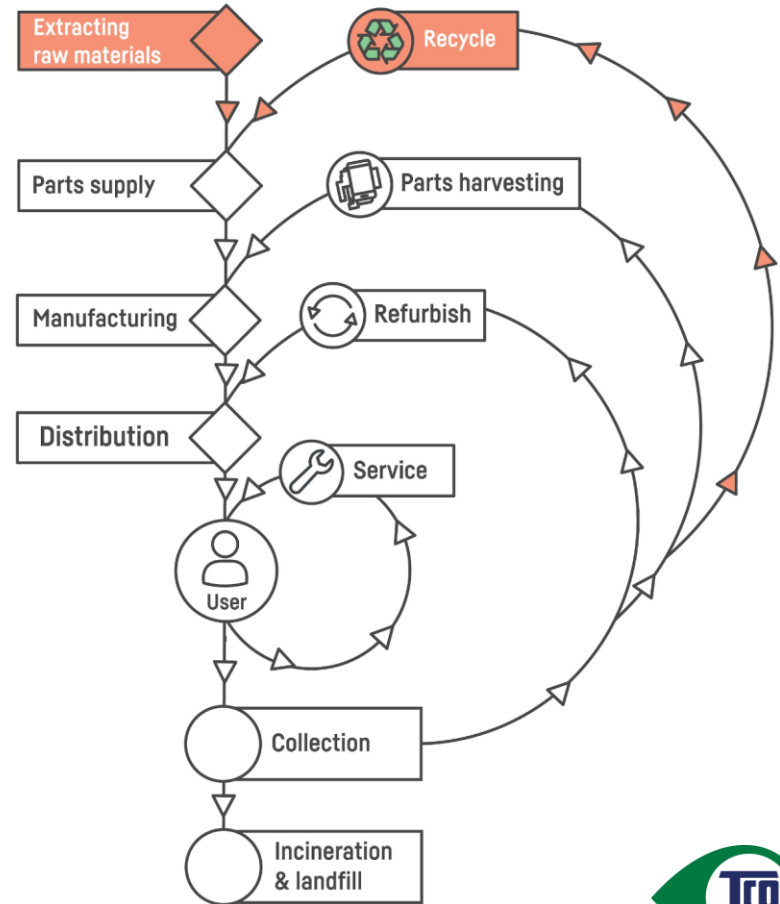 Extracting
raw materials
Recycle
Parts supply
Parts harvesting
Manufacturing
Refurbish
Distribution
Service
User
Collection
Incineration
& landfill